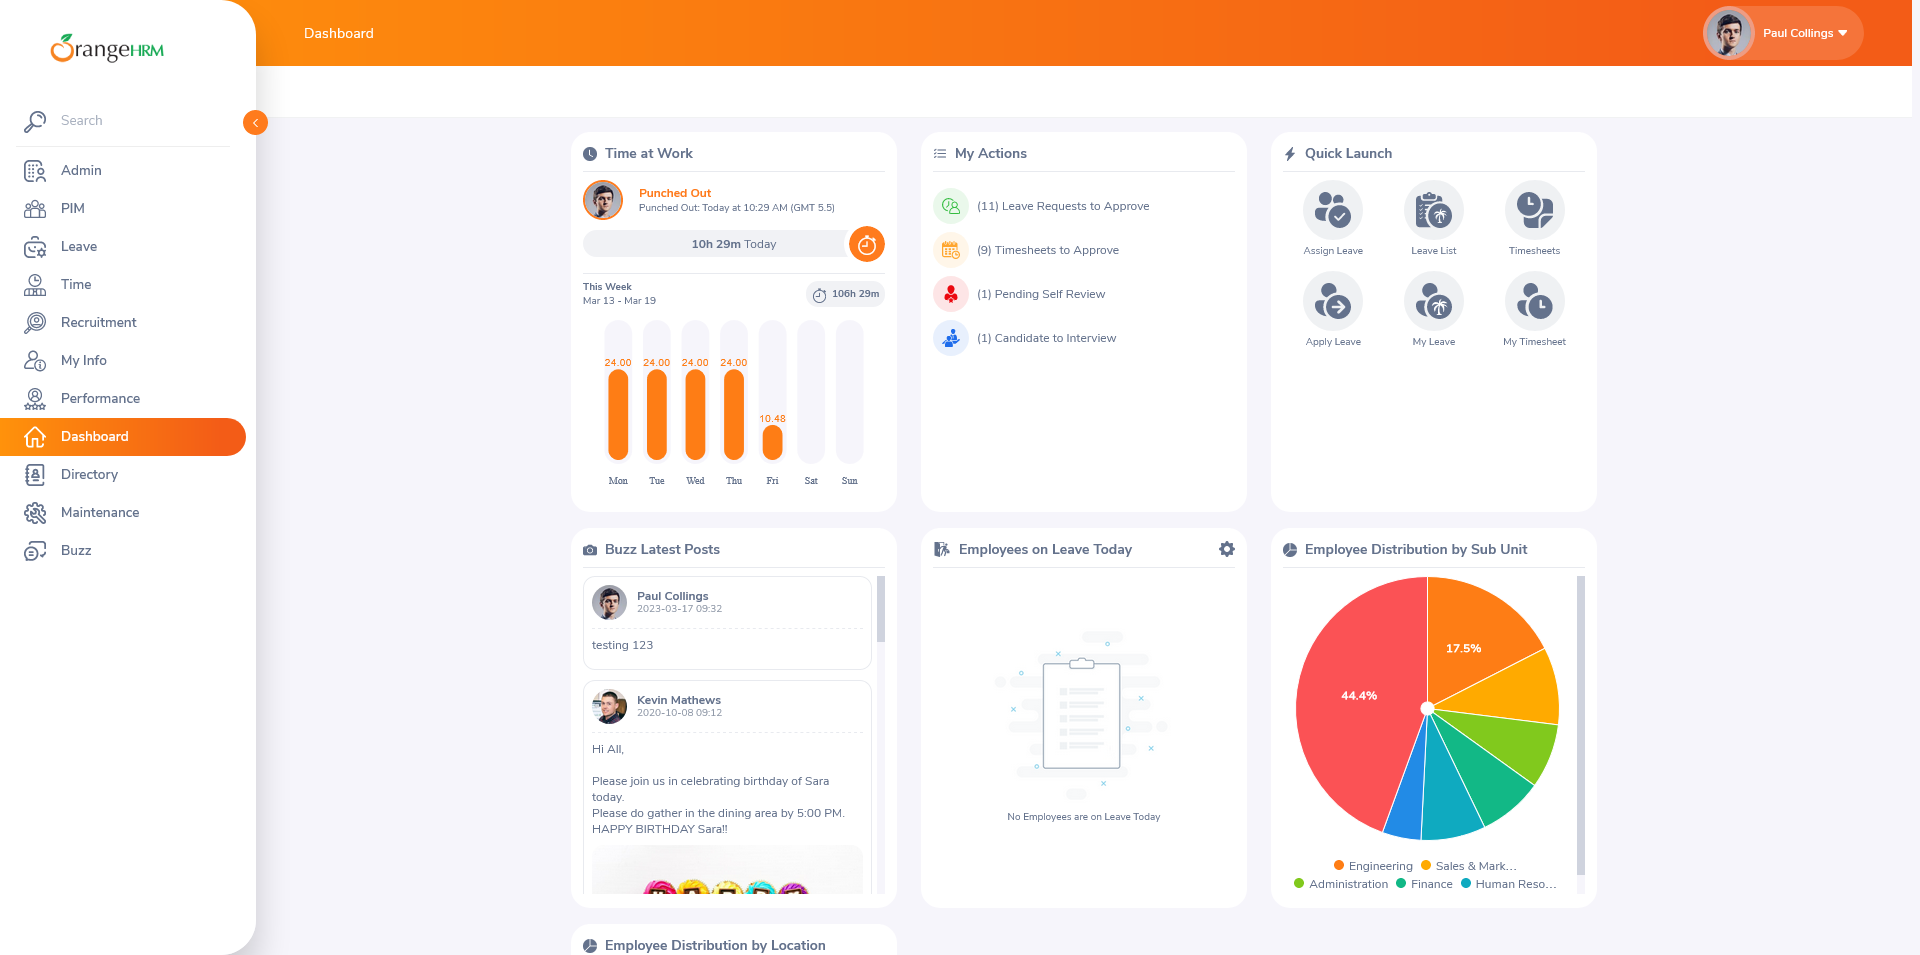 OrangeHRM
Dashboard
Paul Collings
Search
Admin
PIM
Leave
Time
Recruitment
My Info
Performance
Dashboard
Directory
Maintenance
Buzz
Time at Work
Punched Out
Punched Out: Today at 10:29 AM (GMT 5.5)
10h 29m Today
This Week
Mar 13 - Mar 19
106h 29m
24.00 24.00 24.00 24.00
10.48
Mon Tue Wed Thu Fri Sat Sun
My Actions
(11) Leave Requests to Approve
(9) Timesheets to Approve
(1) Pending Self Review
(1) Candidate to Interview
Quick Launch
Assign Leave Leave List Timesheets
Apply Leave My Leave My Timesheet
Buzz Latest Posts
Paul Collings
2023-03-17 09:32
testing 123
Kevin Mathews
2020-10-08 09:12
Hi All,
Please join us in celebrating birthday of Sara
today.
Please do gather in the dining area by 5:00 PM.
HAPPY BIRTHDAY Sara!!
Employees on Leave Today
No Employees are on Leave Today
Employee Distribution by Sub Unit
17.5%
44.4%
Engineering Sales & Mark...
Administration Finance Human Reso...
Employee Distribution by Location